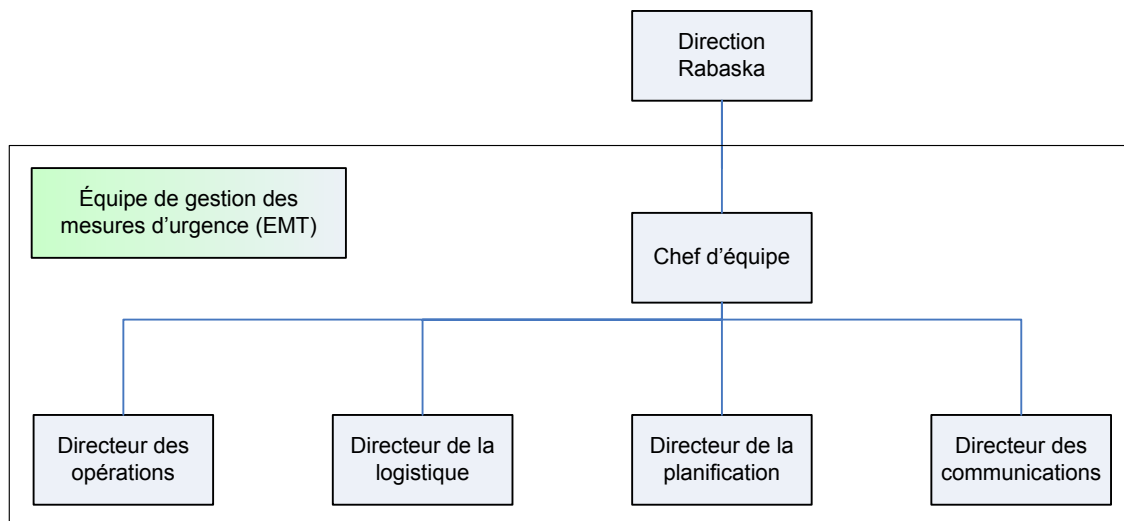 Direction
Rabaska
Équipe de gestion des
mesures d'urgence (EMT)
Chef d'équipe
Directeur des
opérations
Directeur de la
logistique
Directeur de la
planification
Directeur des
communications